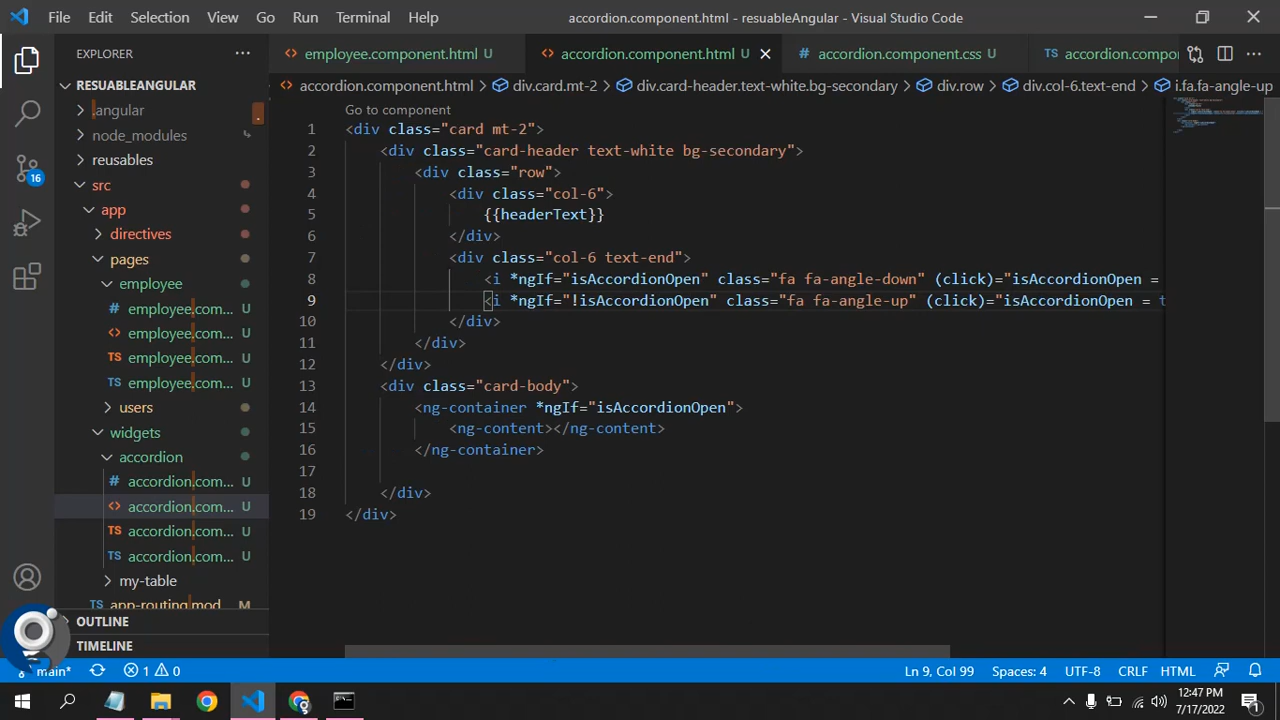 File Edit Selection View Go Run Terminal Help accordion.component.html - resuableAngular - Visual Studio Code
EXPLORER
employee.component.html U accordion.component.html U accordion.component.css U TS accordion.compo
RESUABLEANGULAR
accordion.component.html > div.card.mt-2 > div.card-header.text-white.bg-secondary > div.row > div.col-6.text-end > i.fa.fa-angle-up
.angular
node_modules
reusables
src
app
directives
pages
employee
employee.com... U
employee.com... U
TS employee.com... U
TS employee.com... U
users
widgets
accordion
# accordion.com... U
accordion.com... U
TS accordion.com... U
TS accordion.com... U
my-table
TS app-routing.mod M
OUTLINE
TIMELINE
Go to component
1 <div class="card mt-2">
2 <div class="card-header text-white bg-secondary">
3 <div class="row">
4 <div class="col-6">
5 {{headerText}}
6 </div>
7 <div class="col-6 text-end">
8 <i *ngIf="isAccordionOpen" class="fa fa-angle-down" (click)="isAccordionOpen =
9 <i *ngIf="!isAccordionOpen" class="fa fa-angle-up" (click)="isAccordionOpen = t
10 </div>
11 </div>
12 </div>
13 <div class="card-body">
14 <ng-container *ngIf="isAccordionOpen">
15 <ng-content></ng-content>
16 </ng-container>
17
18 </div>
19 </div>
16
main* 1 0 Ln 9, Col 99 Spaces: 4 UTF-8 CRLF HTML
12:47 PM
7/17/2022
1